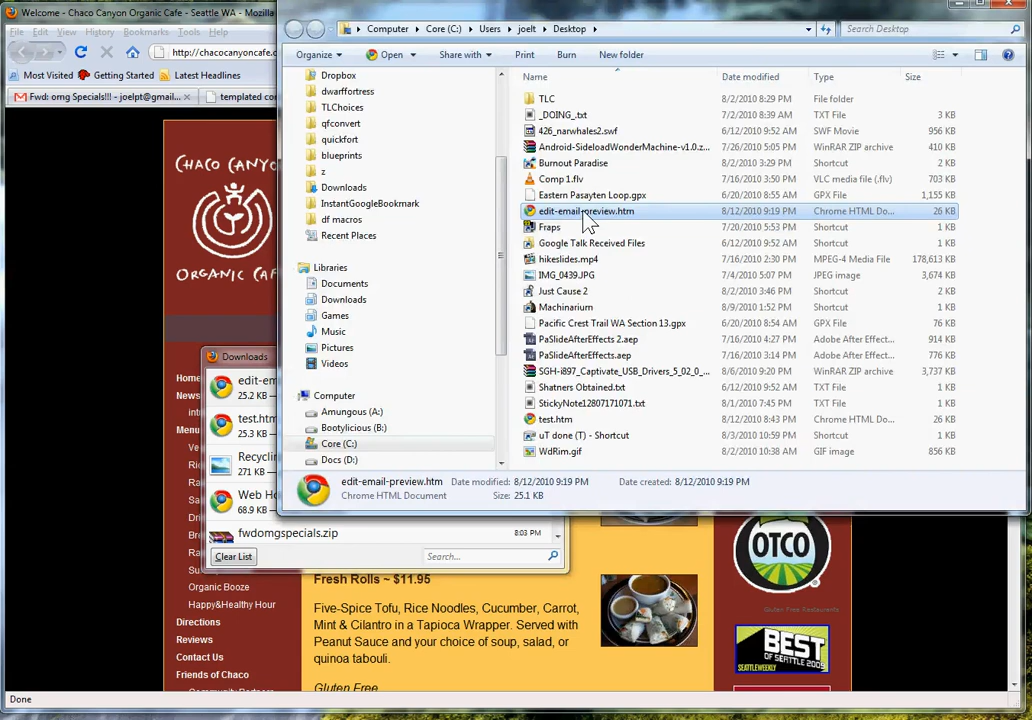 Welcome - Chaco Canyon Organic Cafe - Seattle WA - Mozilla
File Edit View History Bookmarks Tools Help
http://chacocanyoncafe.c
Most Visited Getting Started Latest Headlines
Fwd: omg Specials!!! - joelpt@gmail....
templated co
CHACO CANYO
ORGANIC CAF
Home
News
Menu
Organic Booze
Happy&Healthy Hour
Directions
Reviews
Contact Us
Friends of Chaco
Community Partners
Downloads
edit-em
25.2 KB
test.htm
25.3 KB
Recyclin
271 KB
Web Ho
68.9 KB
fwdomgspecials.zip
8:03 PM
Clear List
Search...
Fresh Rolls ~ $11.95
Five-Spice Tofu, Rice Noodles, Cucumber, Carrot,
Mint & Cilantro in a Tapioca Wrapper. Served with
Peanut Sauce and your choice of soup, salad, or
quinoa tabouli.
Gluten Free
OTCO
Gluten Free Restaurants
BEST
OF SEATTLE 2009
SEATTLEWEEKLY
Done
Computer Core (C:) Users joelt Desktop
Search Desktop
Organize Open Share with Print Burn New folder
Dropbox
dwarffortress
TLChoices
qfconvert
quickfort
blueprints
z
Downloads
InstantGoogleBookmark
df macros
Recent Places
Libraries
Documents
Downloads
Games
Music
Pictures
Videos
Computer
Amungous (A:)
Bootylicious (B:)
Core (C:)
Docs (D:)
Name Date modified Type Size
TLC 8/2/2010 8:29 PM File folder
_DOING_.txt 7/2/2010 8:39 AM TXT File 3 KB
426_narwhales2.swf 6/12/2010 9:52 AM SWF Movie 956 KB
Android-SideloadWonderMachine-v1.0.z... 7/26/2010 5:05 PM WinRAR ZIP archive 410 KB
Burnout Paradise 8/2/2010 3:29 PM Shortcut 2 KB
Comp 1.flv 7/16/2010 3:50 PM VLC media file (.flv) 703 KB
Eastern Pasayten Loop.gpx 6/20/2010 8:55 AM GPX File 1,155 KB
edit-email-preview.htm 8/12/2010 9:19 PM Chrome HTML Do... 26 KB
Fraps 7/20/2010 5:53 PM Shortcut 1 KB
Google Talk Received Files 6/12/2010 9:52 AM Shortcut 1 KB
hikeslides.mp4 7/16/2010 2:30 PM MPEG-4 Media File 178,613 KB
IMG_0439.JPG 7/4/2010 5:07 PM JPEG image 3,674 KB
Just Cause 2 8/2/2010 3:46 PM Shortcut 2 KB
Machinarium 8/9/2010 1:52 PM Shortcut 1 KB
Pacific Crest Trail WA Section 13.gpx 6/20/2010 8:54 AM GPX File 76 KB
PaSlideAfterEffects 2.aep 7/16/2010 4:27 PM Adobe After Effect... 914 KB
PaSlideAfterEffects.aep 7/16/2010 3:14 PM Adobe After Effect... 776 KB
SGH-i897_Captivate_USB_Drivers_5_02_0_... 8/6/2010 9:20 PM WinRAR ZIP archive 3,737 KB
Shatners Obtained.txt 6/12/2010 9:52 AM TXT File 1 KB
StickyNote12807171071.txt 8/1/2010 7:45 PM TXT File 1 KB
test.htm 8/12/2010 8:43 PM Chrome HTML Do... 26 KB
uT done (T) - Shortcut 8/3/2010 10:59 PM Shortcut 1 KB
WdRim.gif 8/2/2010 10:38 AM GIF image 856 KB
edit-email-preview.htm Date modified: 8/12/2010 9:19 PM Date created: 8/12/2010 9:19 PM
Chrome HTML Document Size: 25.1 KB